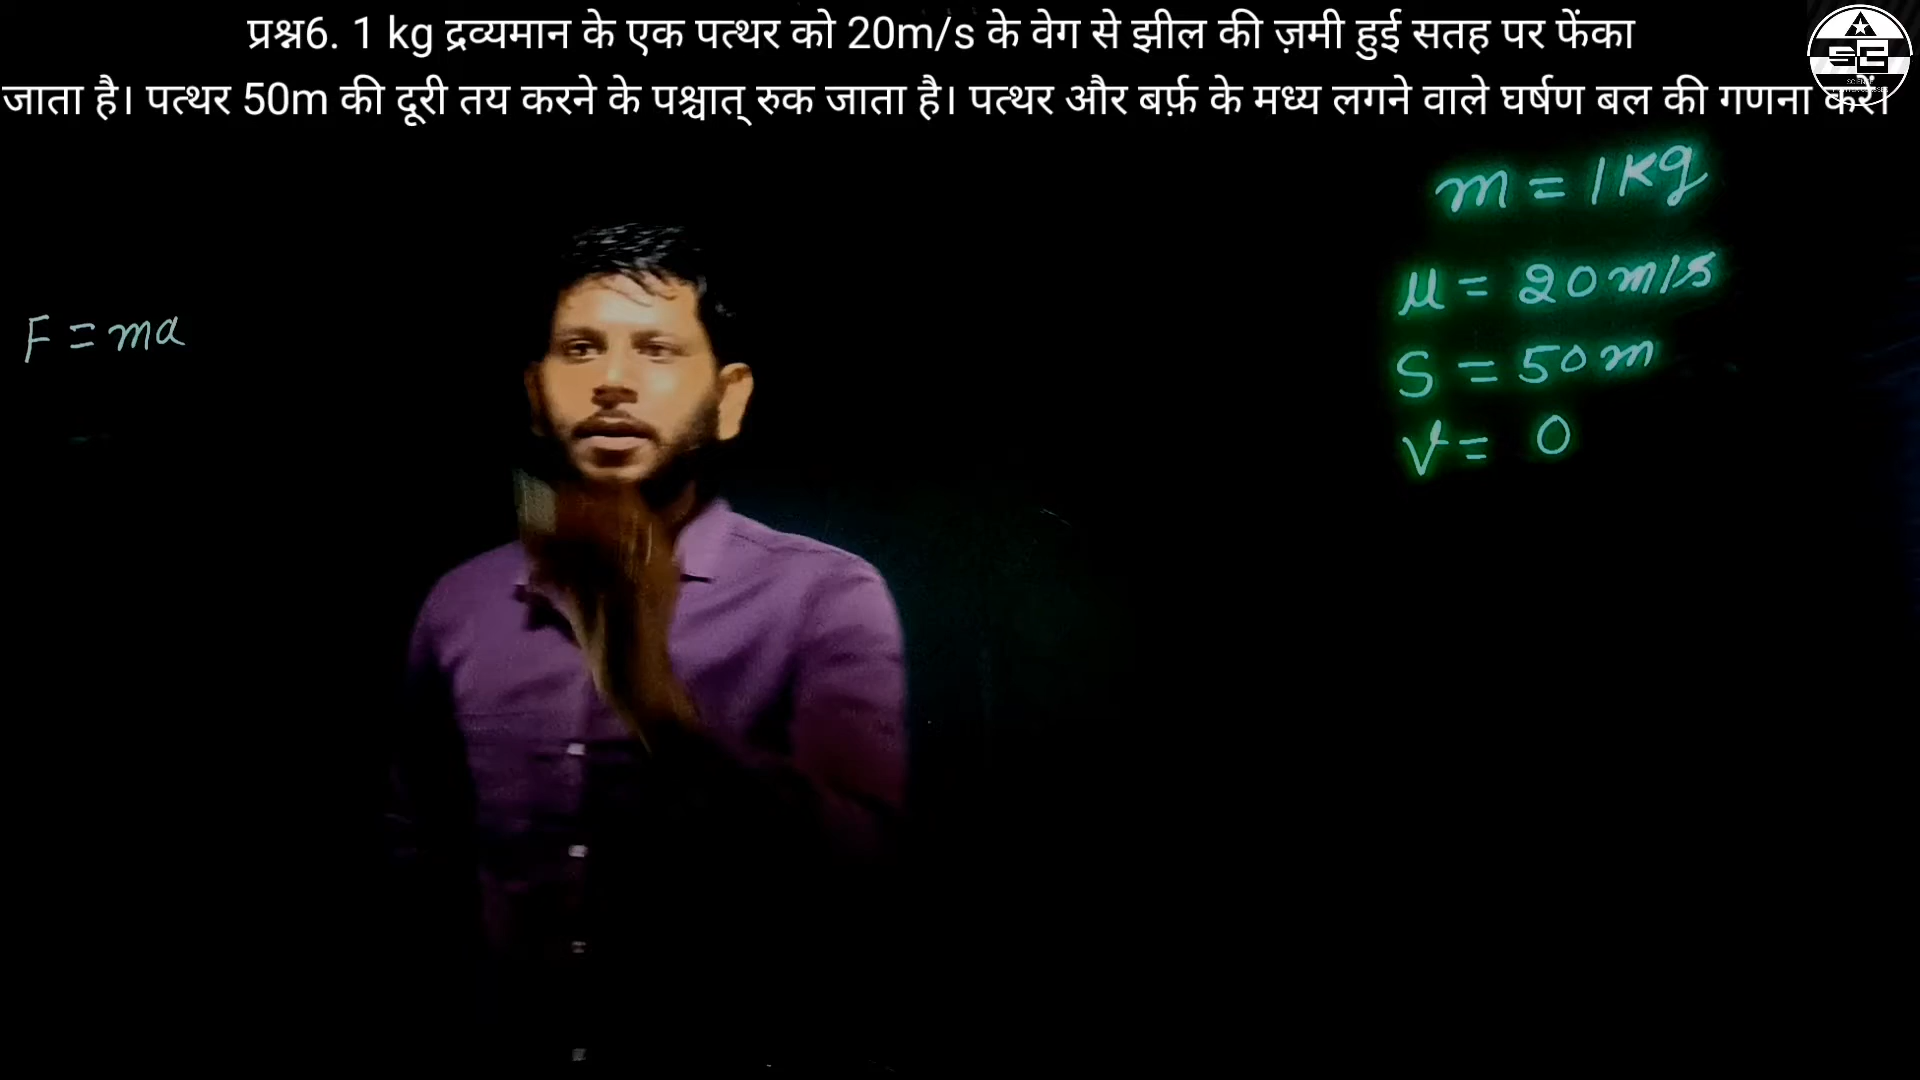 प्रश्न6. 1 kg द्रव्यमान के एक पत्थर को 20m/s के वेग से झील की ज़मी हुई सतह पर फेंका
जाता है। पत्थर 50m की दूरी तय करने के पश्चात् रुक जाता है। पत्थर और बर्फ़ के मध्य लगने वाले घर्षण बल की गणना करें।
m = 1kg
u = 20m/s
F = ma
S = 50m
V = 0